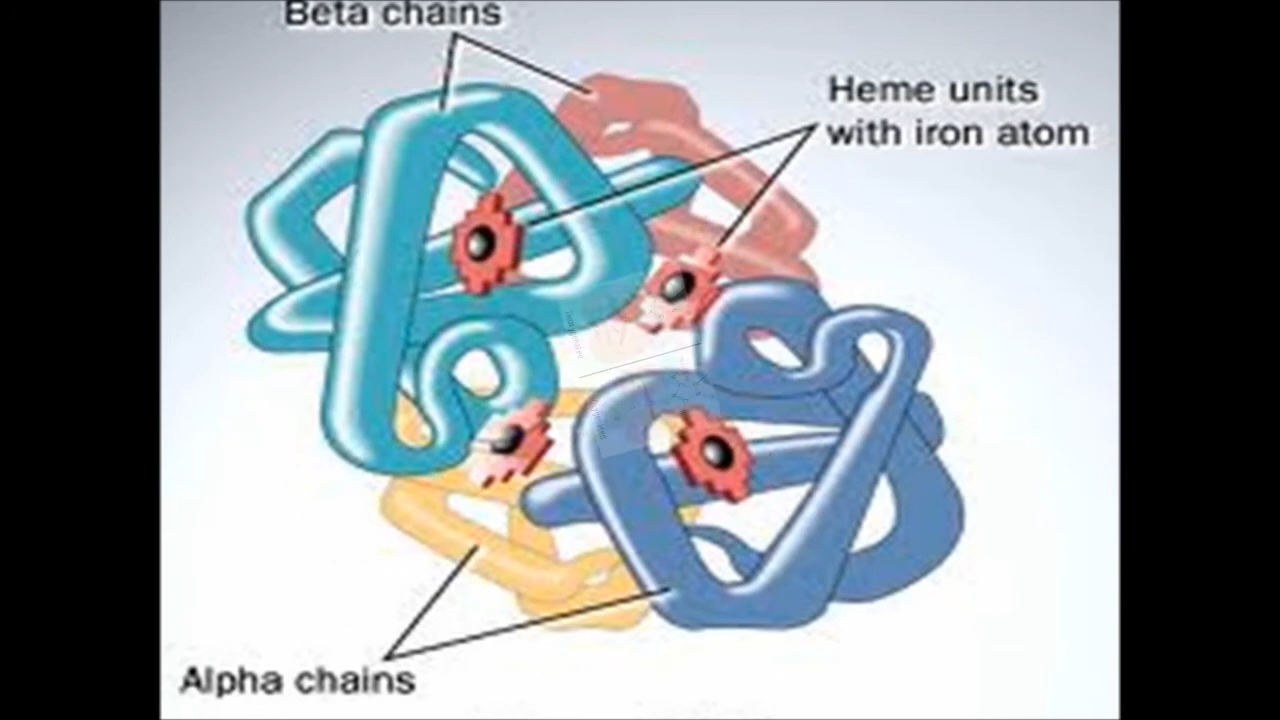 Beta chains
Heme units
with iron atom
Alpha chains